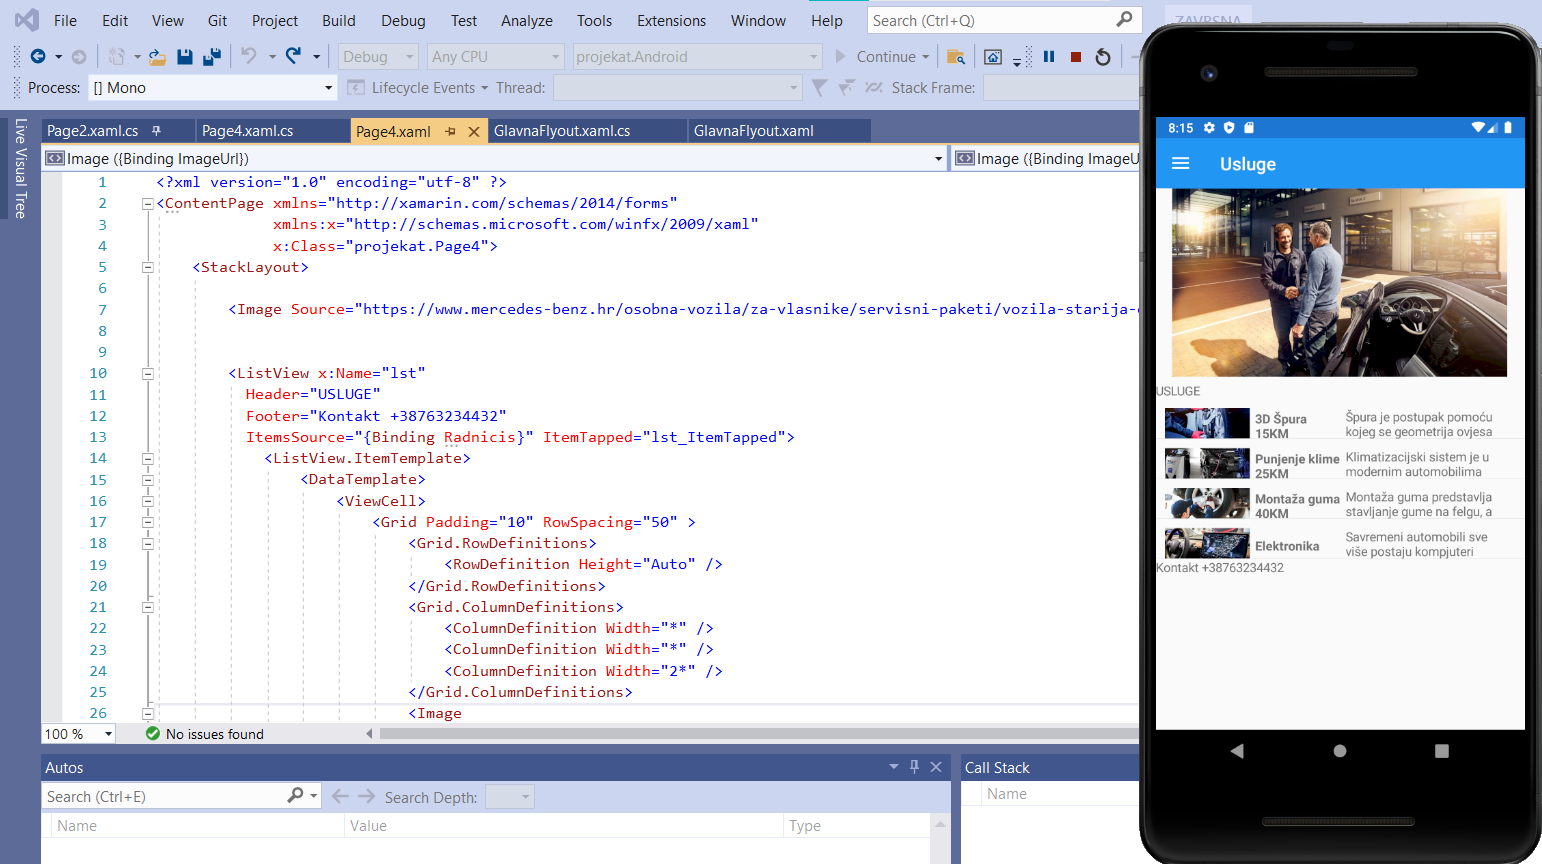 File Edit View Git Project Build Debug Test Analyze Tools Extensions Window Help Search (Ctrl+Q)
ZAVRSNA
Debug Any CPU projekat.Android Continue
Process: [] Mono Lifecycle Events Thread: Stack Frame:
Live Visual Tree
Page2.xaml.cs Page4.xaml.cs Page4.xaml GlavnaFlyout.xaml.cs GlavnaFlyout.xaml
Image ({Binding ImageUrl}) Image ({Binding ImageU
1 <?xml version="1.0" encoding="utf-8" ?>
2 <ContentPage xmlns="http://xamarin.com/schemas/2014/forms"
3 xmlns:x="http://schemas.microsoft.com/winfx/2009/xaml"
4 x:Class="projekat.Page4">
5 <StackLayout>
6
7 <Image Source="https://www.mercedes-benz.hr/osobna-vozila/za-vlasnike/servisni-paketi/vozila-starija-
8
9
10 <ListView x:Name="lst"
11 Header="USLUGE"
12 Footer="Kontakt +38763234432"
13 ItemsSource="{Binding Radnicis}" ItemTapped="lst_ItemTapped">
14 <ListView.ItemTemplate>
15 <DataTemplate>
16 <ViewCell>
17 <Grid Padding="10" RowSpacing="50" >
18 <Grid.RowDefinitions>
19 <RowDefinition Height="Auto" />
20 </Grid.RowDefinitions>
21 <Grid.ColumnDefinitions>
22 <ColumnDefinition Width="*" />
23 <ColumnDefinition Width="*" />
24 <ColumnDefinition Width="2*" />
25 </Grid.ColumnDefinitions>
26 <Image
100 % No issues found
Autos
Search (Ctrl+E) Search Depth:
Name Value Type
Call Stack
Name
8:15
Usluge
USLUGE
3D Špura
15KM
Špura je postupak pomoću
kojeg se geometrija ovjesa
Punjenje klime
25KM
Klimatizacijski sistem je u
modernim automobilima
Montaža guma
40KM
Montaža guma predstavlja
stavljanje gume na felgu, a
Elektronika
Savremeni automobili sve
više postaju kompjuteri
Kontakt +38763234432